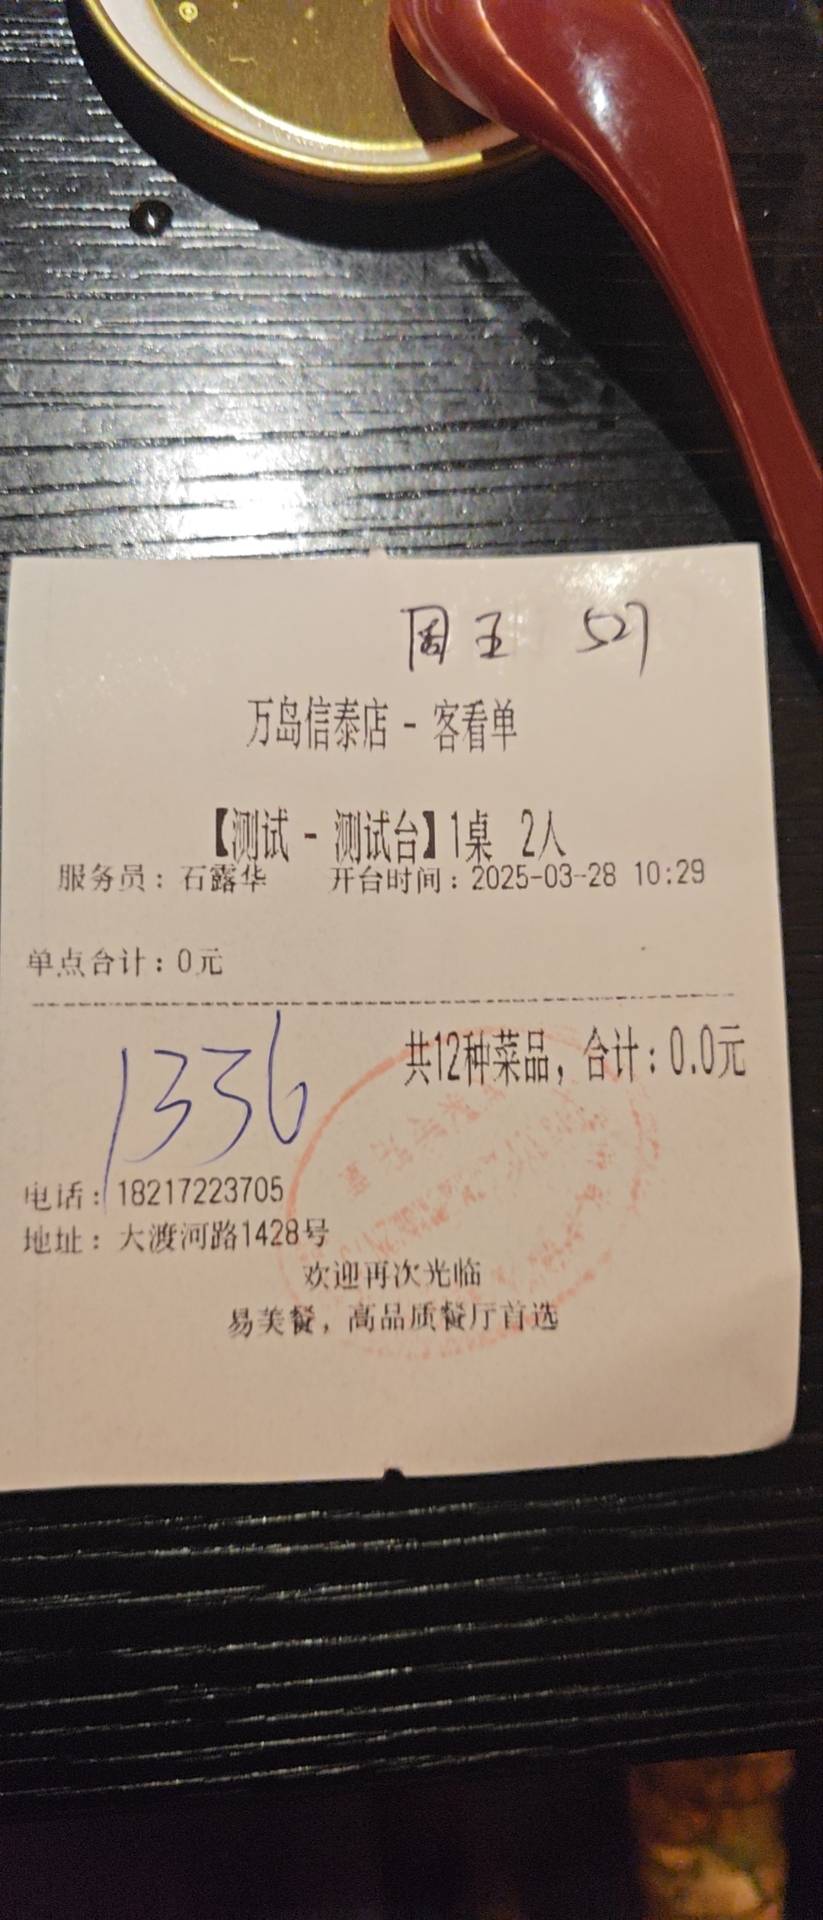 周五 527
万岛信泰店 - 客看单
【测试 - 测试台】1桌 2人
服务员: 石露华 开台时间: 2025-03-28 10:29
单点合计: 0元
共12种菜品, 合计: 0.0元
1336
电话: 18217223705
地址: 大渡河路1428号
欢迎再次光临
易美餐, 高品质餐厅首选